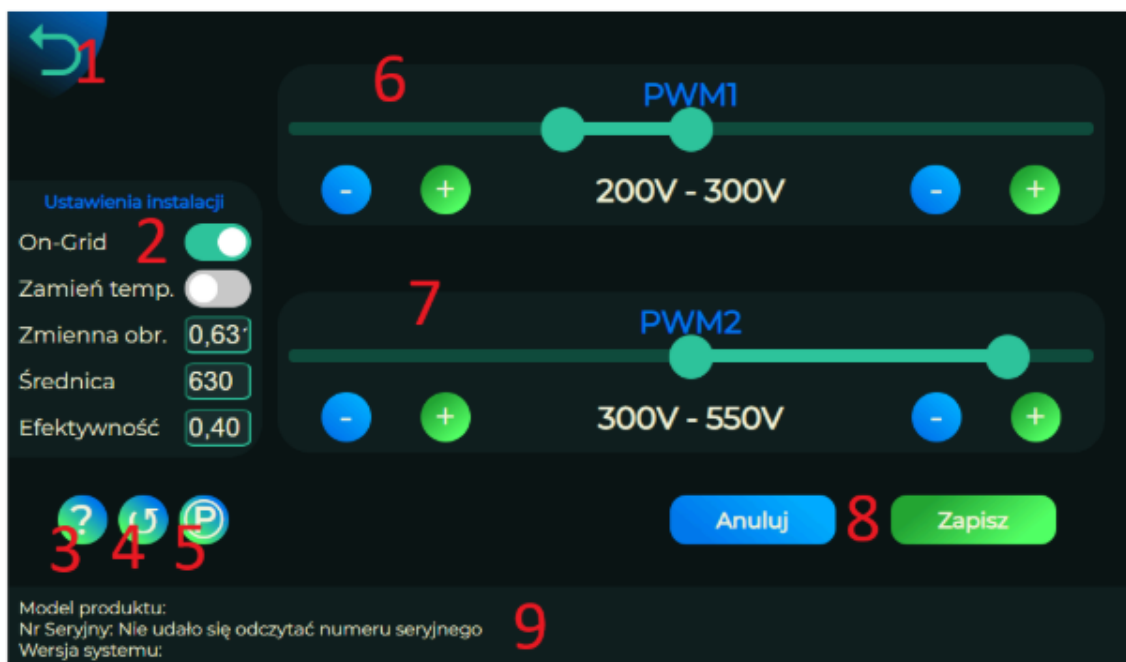 1
6
PWM1
- + 200V - 300V - +
Ustawienia instalacji
On-Grid 2
Zamień temp.
Zmienna obr. 0,63
Średnica 630
Efektywność 0,40
7
PWM2
- + 300V - 550V - +
? ↺ P
3 4 5
Anuluj 8 Zapisz
Model produktu:
Nr Seryjny: Nie udało się odczytać numeru seryjnego 9
Wersja systemu: